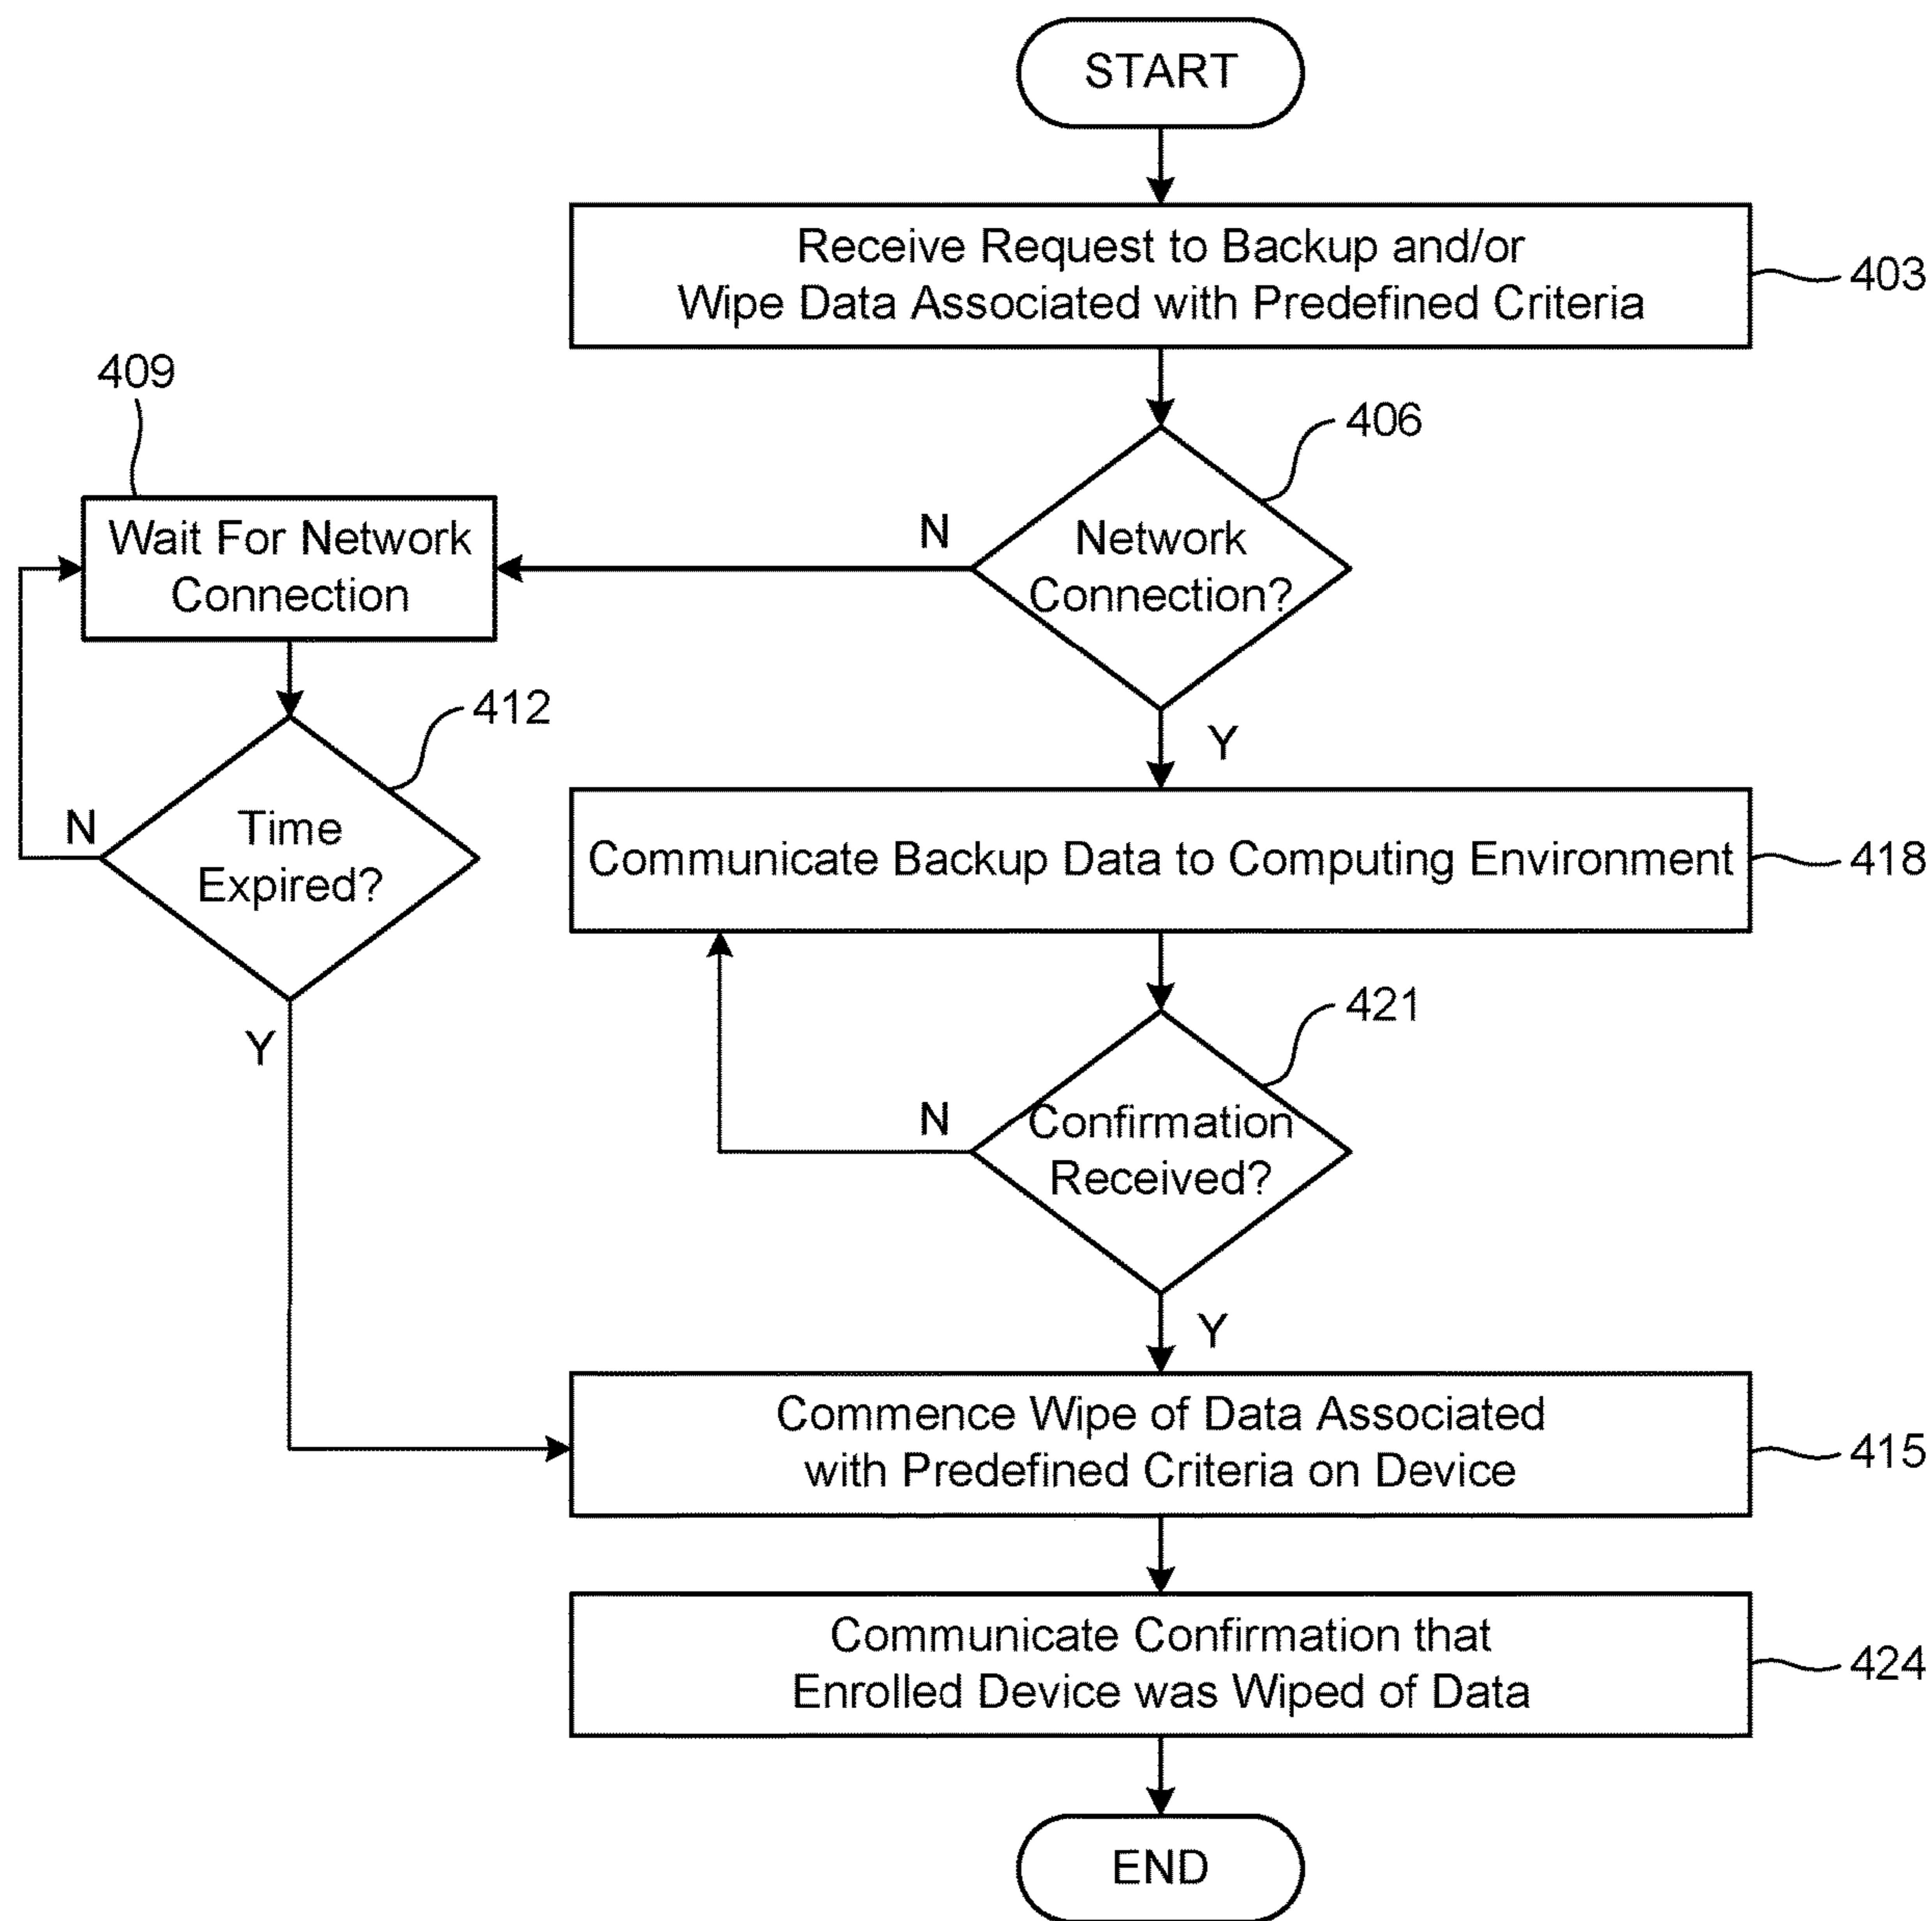 START
Receive Request to Backup and/or
Wipe Data Associated with Predefined Criteria
403
409
406
Wait For Network
Connection
N
Network
Connection?
412
Y
N
Time
Expired?
Communicate Backup Data to Computing Environment
418
421
Y
N
Confirmation
Received?
Y
Commence Wipe of Data Associated
with Predefined Criteria on Device
415
Communicate Confirmation that
Enrolled Device was Wiped of Data
424
END